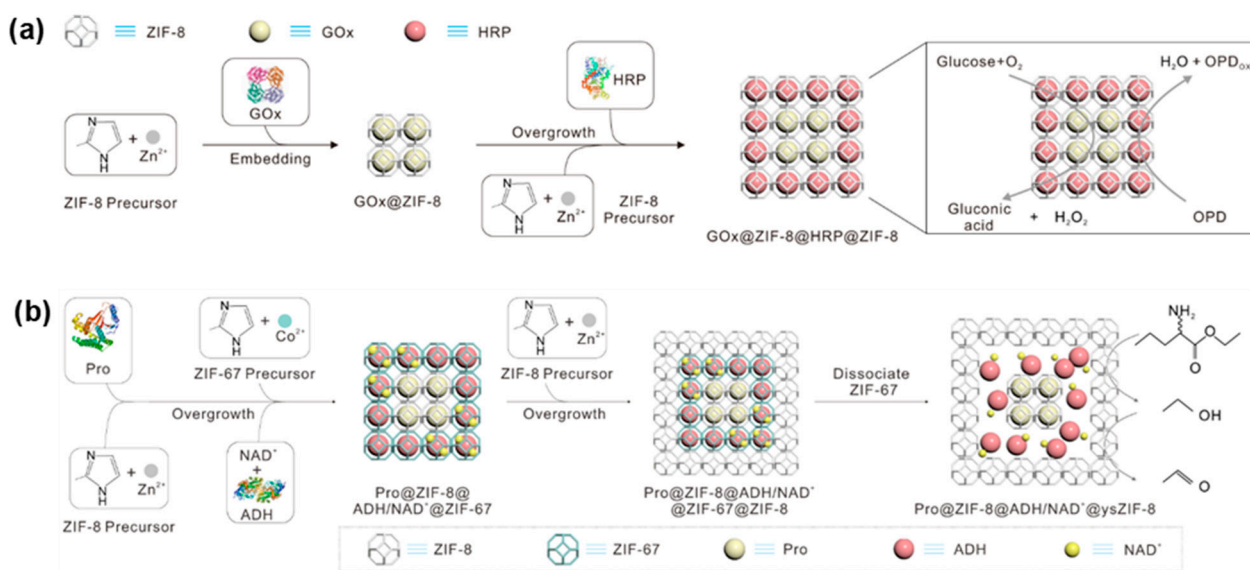 (a)
ZIF-8
GOx
HRP
GOx
HRP
N
N
H
+
Zn²⁺
ZIF-8 Precursor
Embedding
GOx@ZIF-8
Overgrowth
N
N
H
+
Zn²⁺
ZIF-8
Precursor
GOx@ZIF-8@HRP@ZIF-8
Glucose+O₂
H₂O + OPDox
Gluconic
acid
+ H₂O₂
OPD
(b)
Pro
N
N
H
+
Co²⁺
ZIF-67 Precursor
Overgrowth
N
N
H
+
Zn²⁺
ZIF-8 Precursor
NAD⁺
+
ADH
Pro@ZIF-8@
ADH/NAD⁺@ZIF-67
N
N
H
+
Zn²⁺
ZIF-8 Precursor
Overgrowth
Pro@ZIF-8@ADH/NAD⁺
@ZIF-67@ZIF-8
Dissociate
ZIF-67
Pro@ZIF-8@ADH/NAD⁺@ysZIF-8
NH₂
O
O
OH
O
ZIF-8
ZIF-67
Pro
ADH
NAD⁺